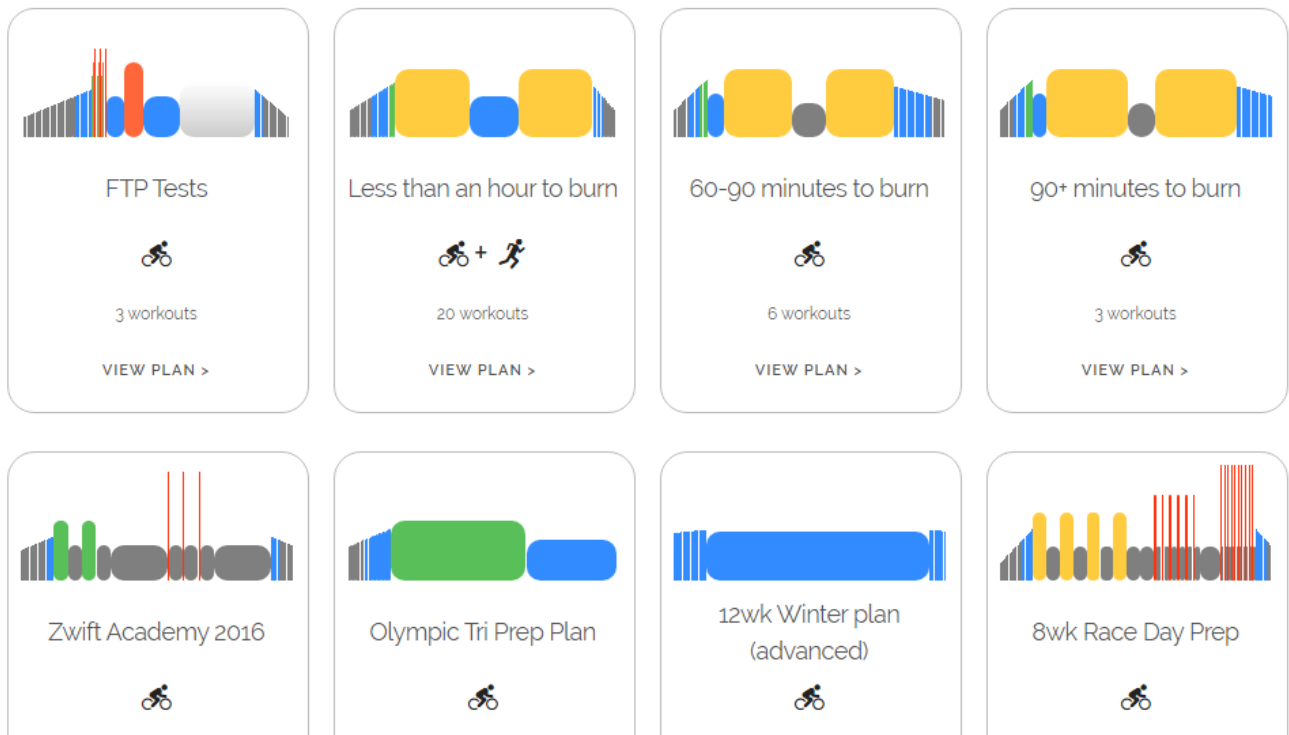 FTP Tests
Less than an hour to burn
60-90 minutes to burn
90+ minutes to burn
+
3 workouts
20 workouts
6 workouts
3 workouts
VIEW PLAN >
VIEW PLAN >
VIEW PLAN >
VIEW PLAN >
Zwift Academy 2016
Olympic Tri Prep Plan
12wk Winter plan
(advanced)
8wk Race Day Prep